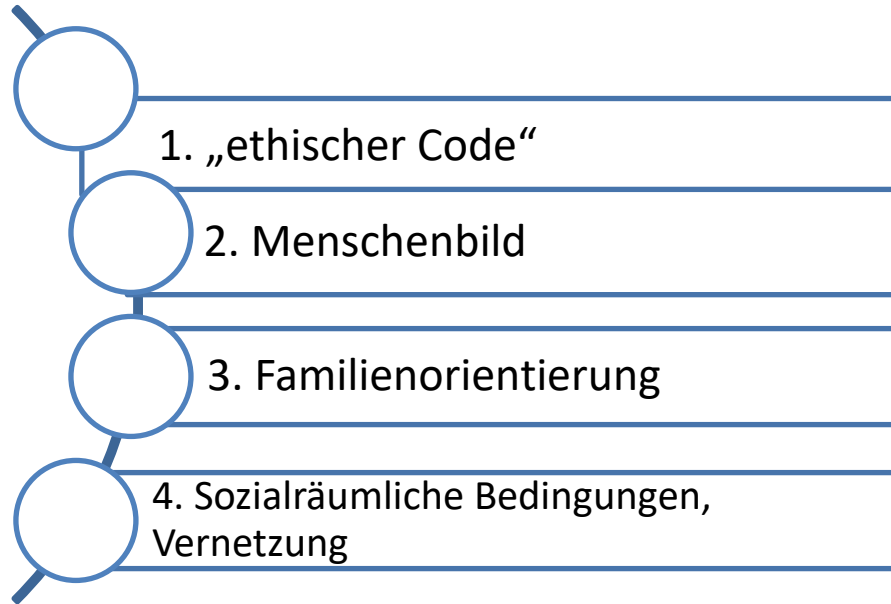 1. „ethischer Code“
2. Menschenbild
3. Familienorientierung
4. Sozialräumliche Bedingungen,
Vernetzung